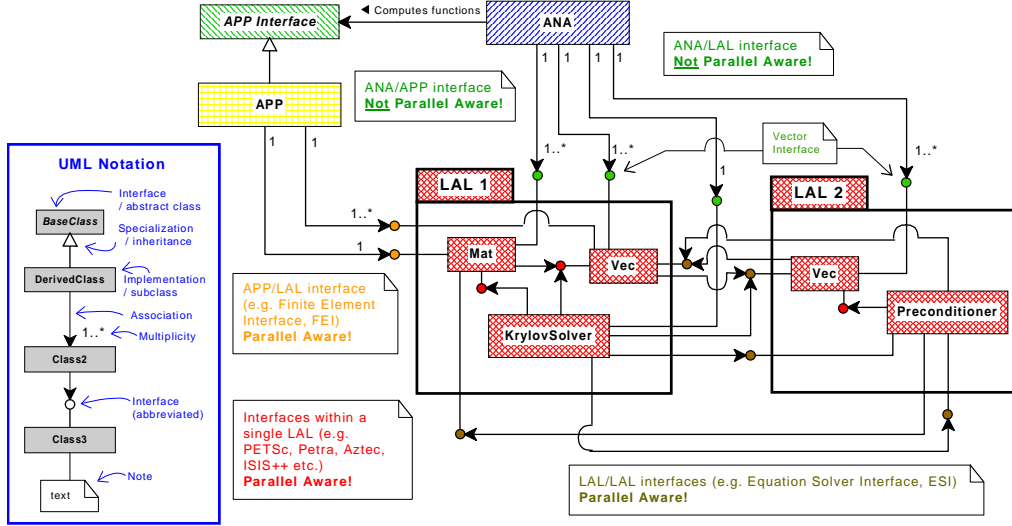 APP Interface
◄ Computes functions
ANA
1
1
1
1
ANA/LAL interface
Not Parallel Aware!
ANA/APP interface
Not Parallel Aware!
APP
1
1
Vector
Interface
1..*
1..*
1
1..*
UML Notation
Interface
/ abstract class
BaseClass
Specialization
/ inheritance
DerivedClass
Implementation
/ subclass
Association
1..*
Multiplicity
Class2
Interface
(abbreviated)
Class3
Note
text
LAL 1
LAL 2
1..*
1
Mat
Vec
Vec
KrylovSolver
Preconditioner
APP/LAL interface
(e.g. Finite Element
Interface, FEI)
Parallel Aware!
Interfaces within a
single LAL (e.g.
PETSc, Petra, Aztec,
ISIS++ etc.)
Parallel Aware!
LAL/LAL interfaces (e.g. Equation Solver Interface, ESI)
Parallel Aware!